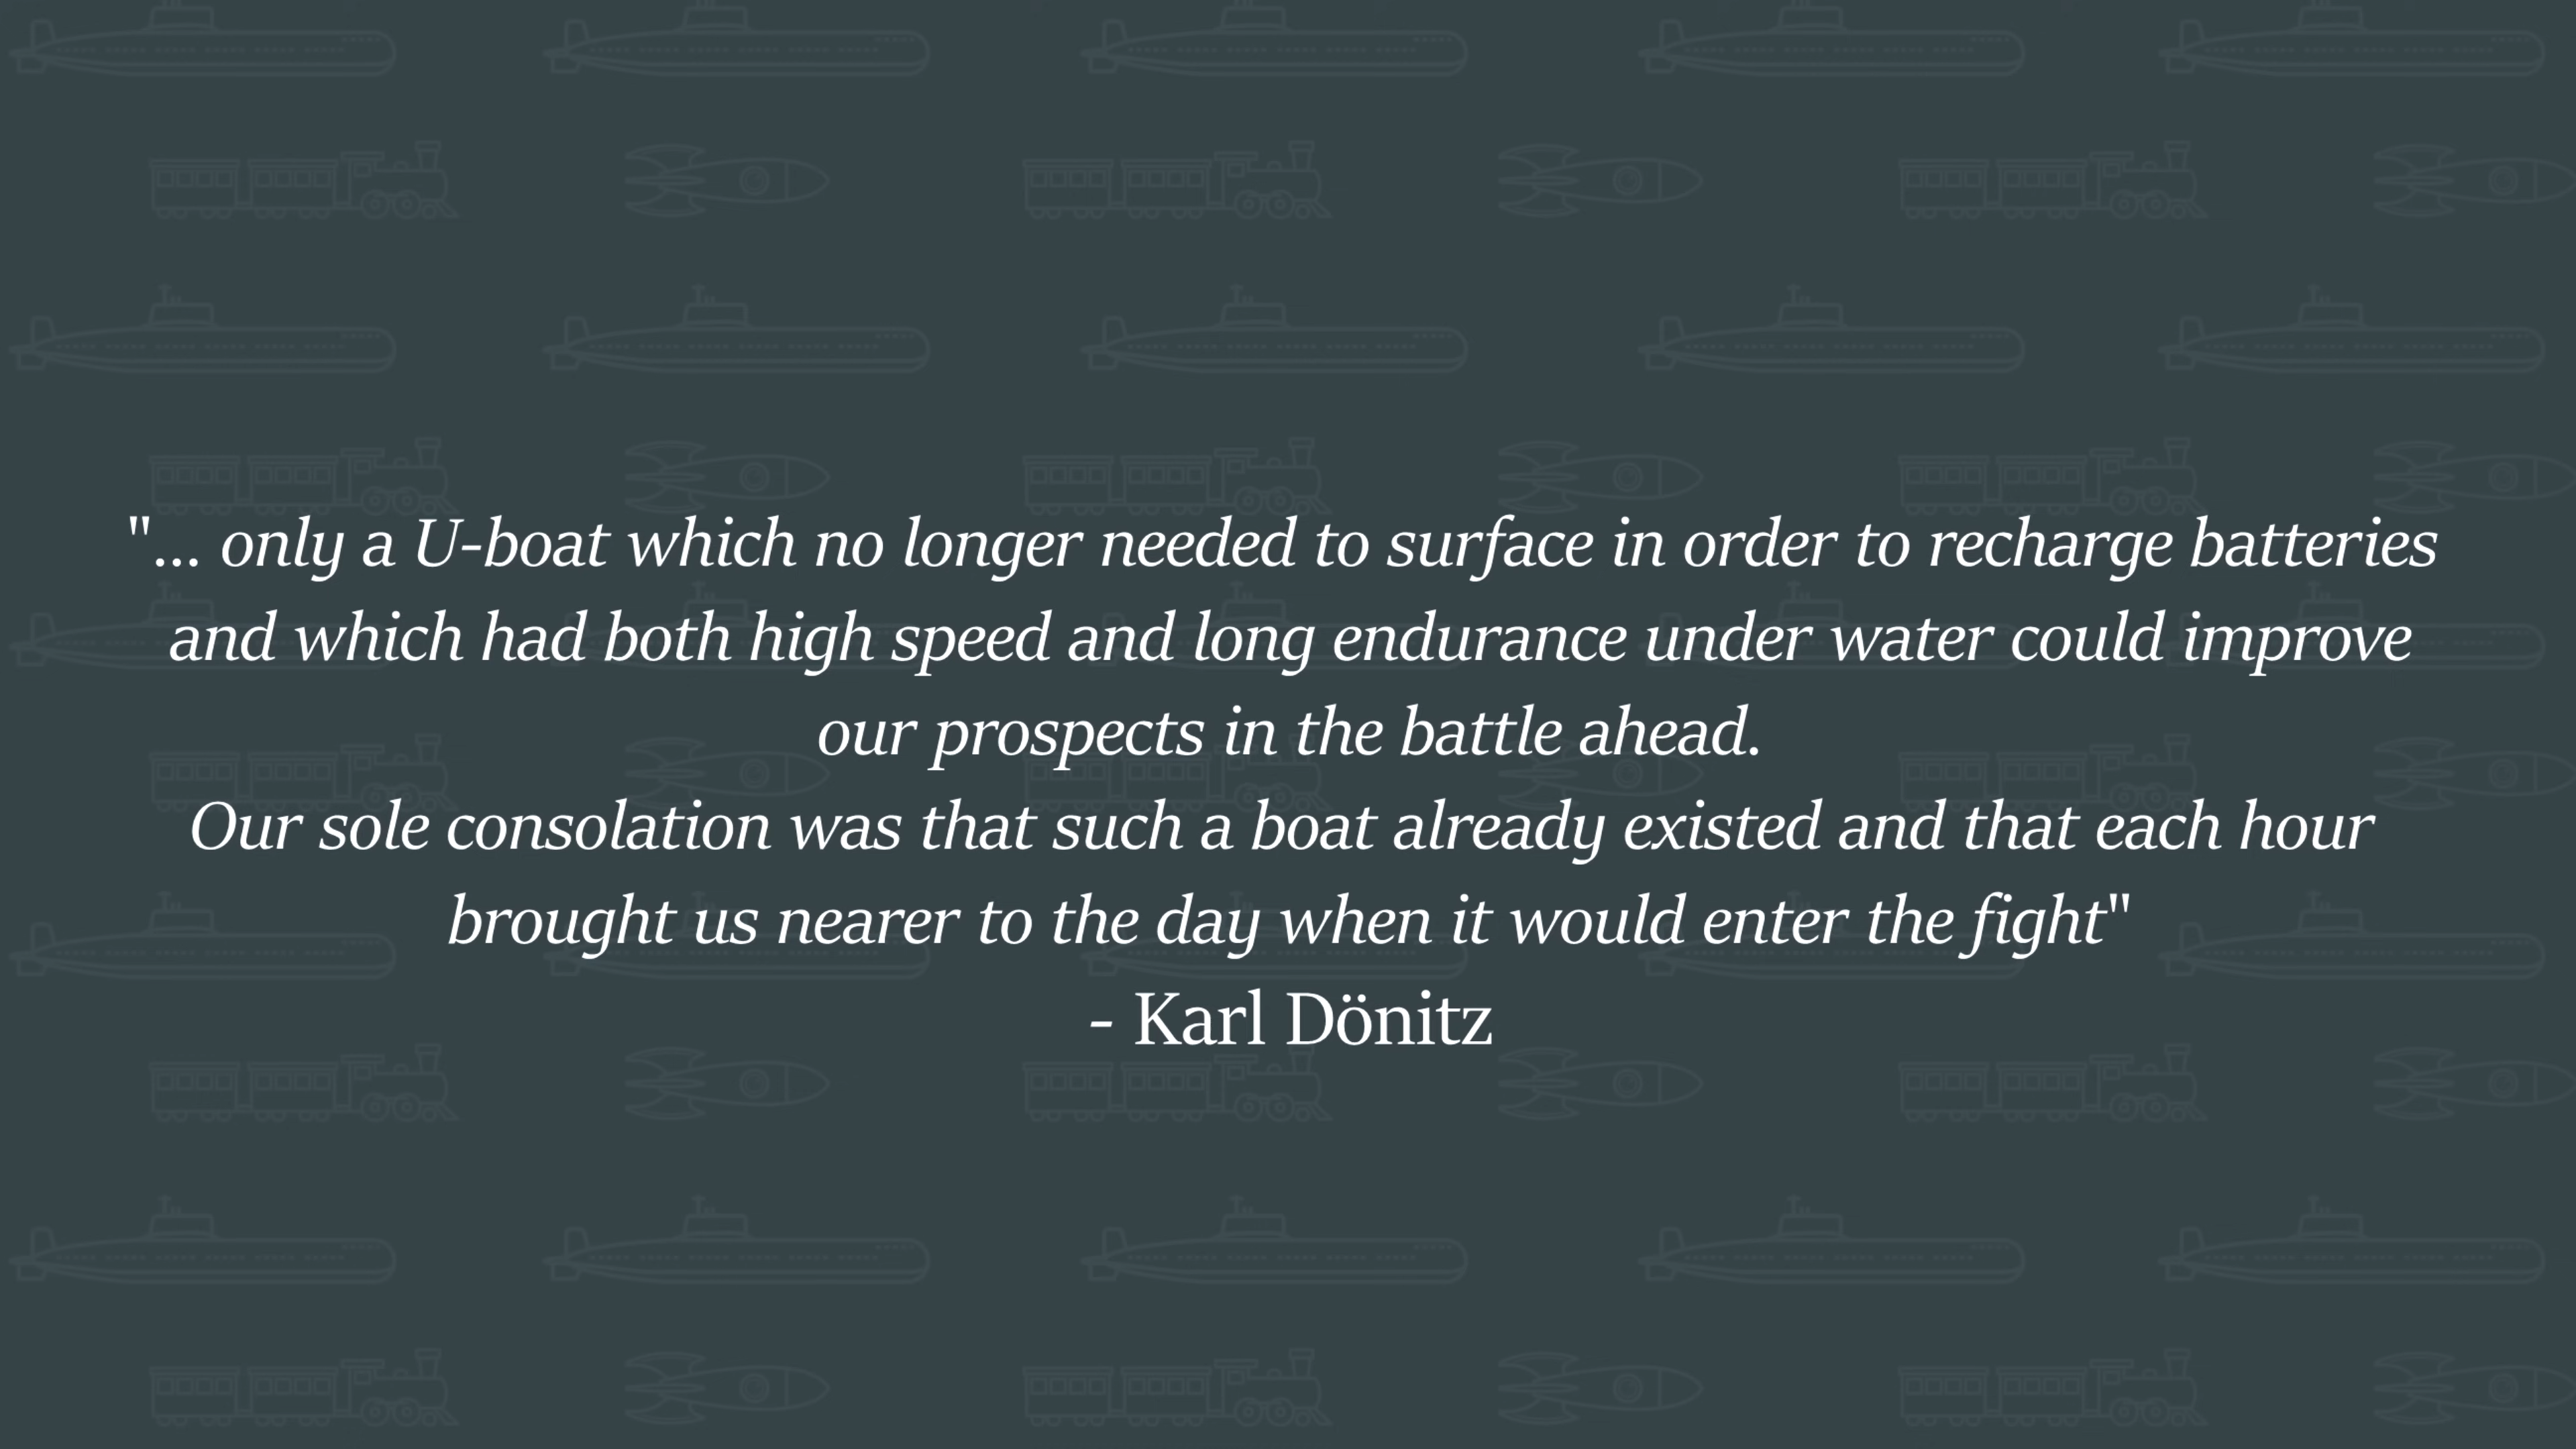 "... only a U-boat which no longer needed to surface in order to recharge batteries
and which had both high speed and long endurance under water could improve
our prospects in the battle ahead.
Our sole consolation was that such a boat already existed and that each hour
brought us nearer to the day when it would enter the fight"
- Karl Dönitz